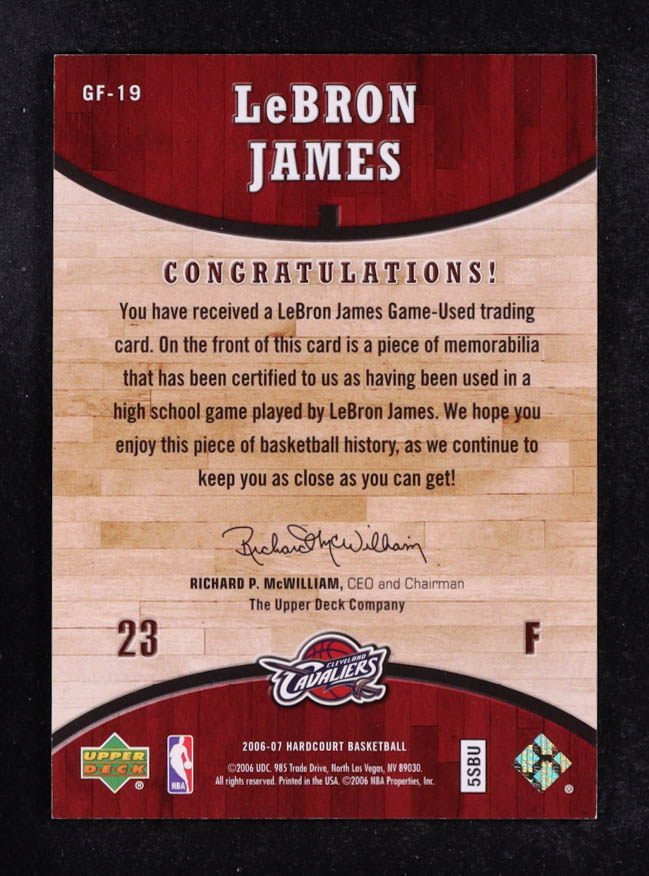 GF-19
LeBRON
JAMES
CONGRATULATIONS!
You have received a LeBron James Game-Used trading
card. On the front of this card is a piece of memorabilia
that has been certified to us as having been used in a
high school game played by LeBron James. We hope you
enjoy this piece of basketball history, as we continue to
keep you as close as you can get!
Richard McWilliam
RICHARD P. McWILLIAM, CEO and Chairman
The Upper Deck Company
23
F
CLEVELAND
CAVALIERS
2006-07 HARDCOURT BASKETBALL
©2006 UDC. 985 Trade Drive, North Las Vegas, NV 89030.
All rights reserved. Printed in the USA. ©2006 NBA Properties, Inc.
UPPER
DECK
®
NBA
5SBU
®